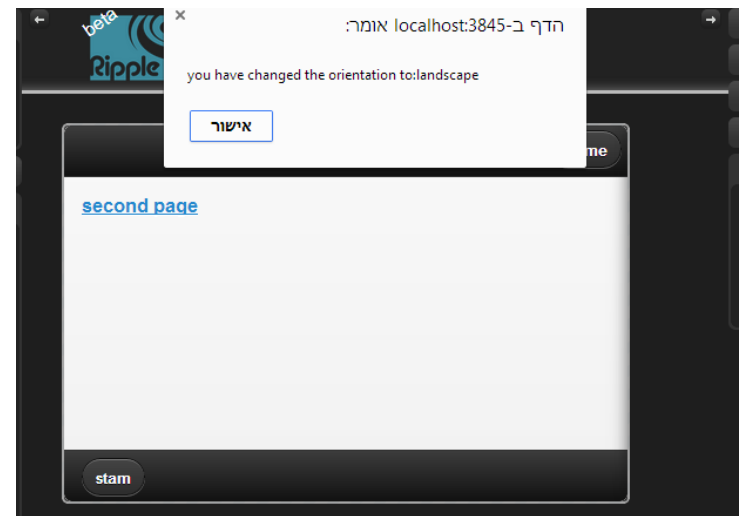 beta
Ripple
הדף ב-localhost:3845 אומר:
you have changed the orientation to:landscape
אישור
me
second page
stam